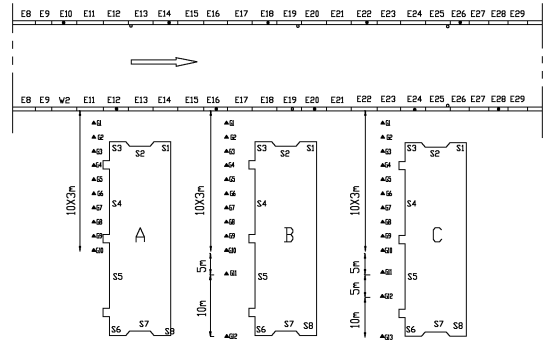 E8 E9 E10 E11 E12 E13 E14 E15 E16 E17 E18 E19 E20 E21 E22 E23 E24 E25 E26 E27 E28 E29
E8 E9 W2 E11 E12 E13 E14 E15 E16 E17 E18 E19 E20 E21 E22 E23 E24 E25 E26 E27 E28 E29
10X3m
G1
G2
G3
G4
G5
G6
G7
G8
G9
G10
S3 S2 S1
S4
A
S5
S6 S7 S8
10X3m
5m
10m
G1
G2
G3
G4
G5
G6
G7
G8
G9
G10
G11
G12
S3 S2 S1
S4
B
S5
S6 S7 S8
10X3m
5m
5m
10m
G1
G2
G3
G4
G5
G6
G7
G8
G9
G10
G11
G12
G13
S3 S2 S1
S4
C
S5
S6 S7 S8